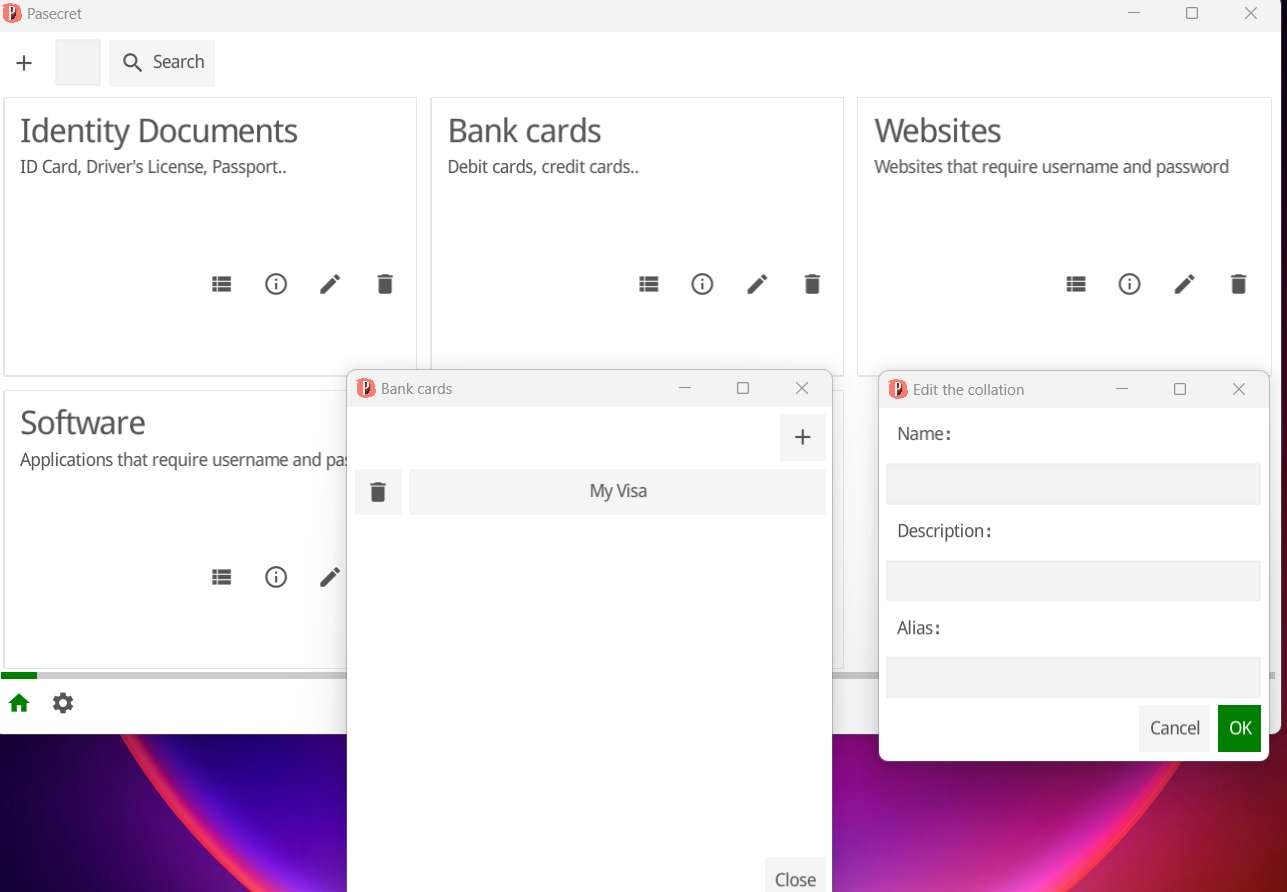 Pasecret
Search
Identity Documents
ID Card, Driver's License, Passport..
Bank cards
Debit cards, credit cards..
Websites
Websites that require username and password
Software
Applications that require username and pas
Bank cards
My Visa
Close
Edit the collation
Name:
Description:
Alias:
Cancel
OK